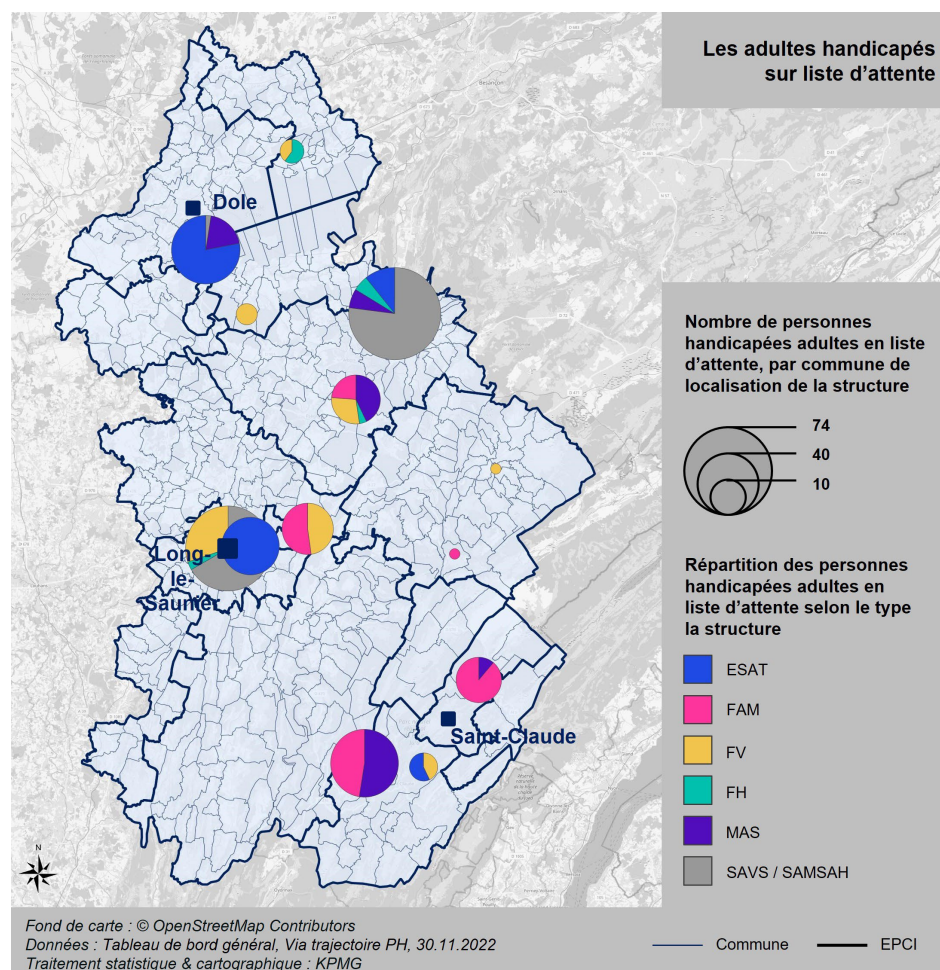 Les adultes handicapés
sur liste d'attente
Besançon
Dole
Nombre de personnes
handicapées adultes en liste
d'attente, par commune de
localisation de la structure
74
40
10
Long-
le-
Saunier
Répartition des personnes
handicapées adultes en
liste d'attente selon le type
la structure
ESAT
FAM
FV
FH
MAS
SAVS / SAMSAH
Saint-Claude
N
Fond de carte : © OpenStreetMap Contributors
Données : Tableau de bord général, Via trajectoire PH, 30.11.2022
Traitement statistique & cartographique : KPMG
Commune
EPCI